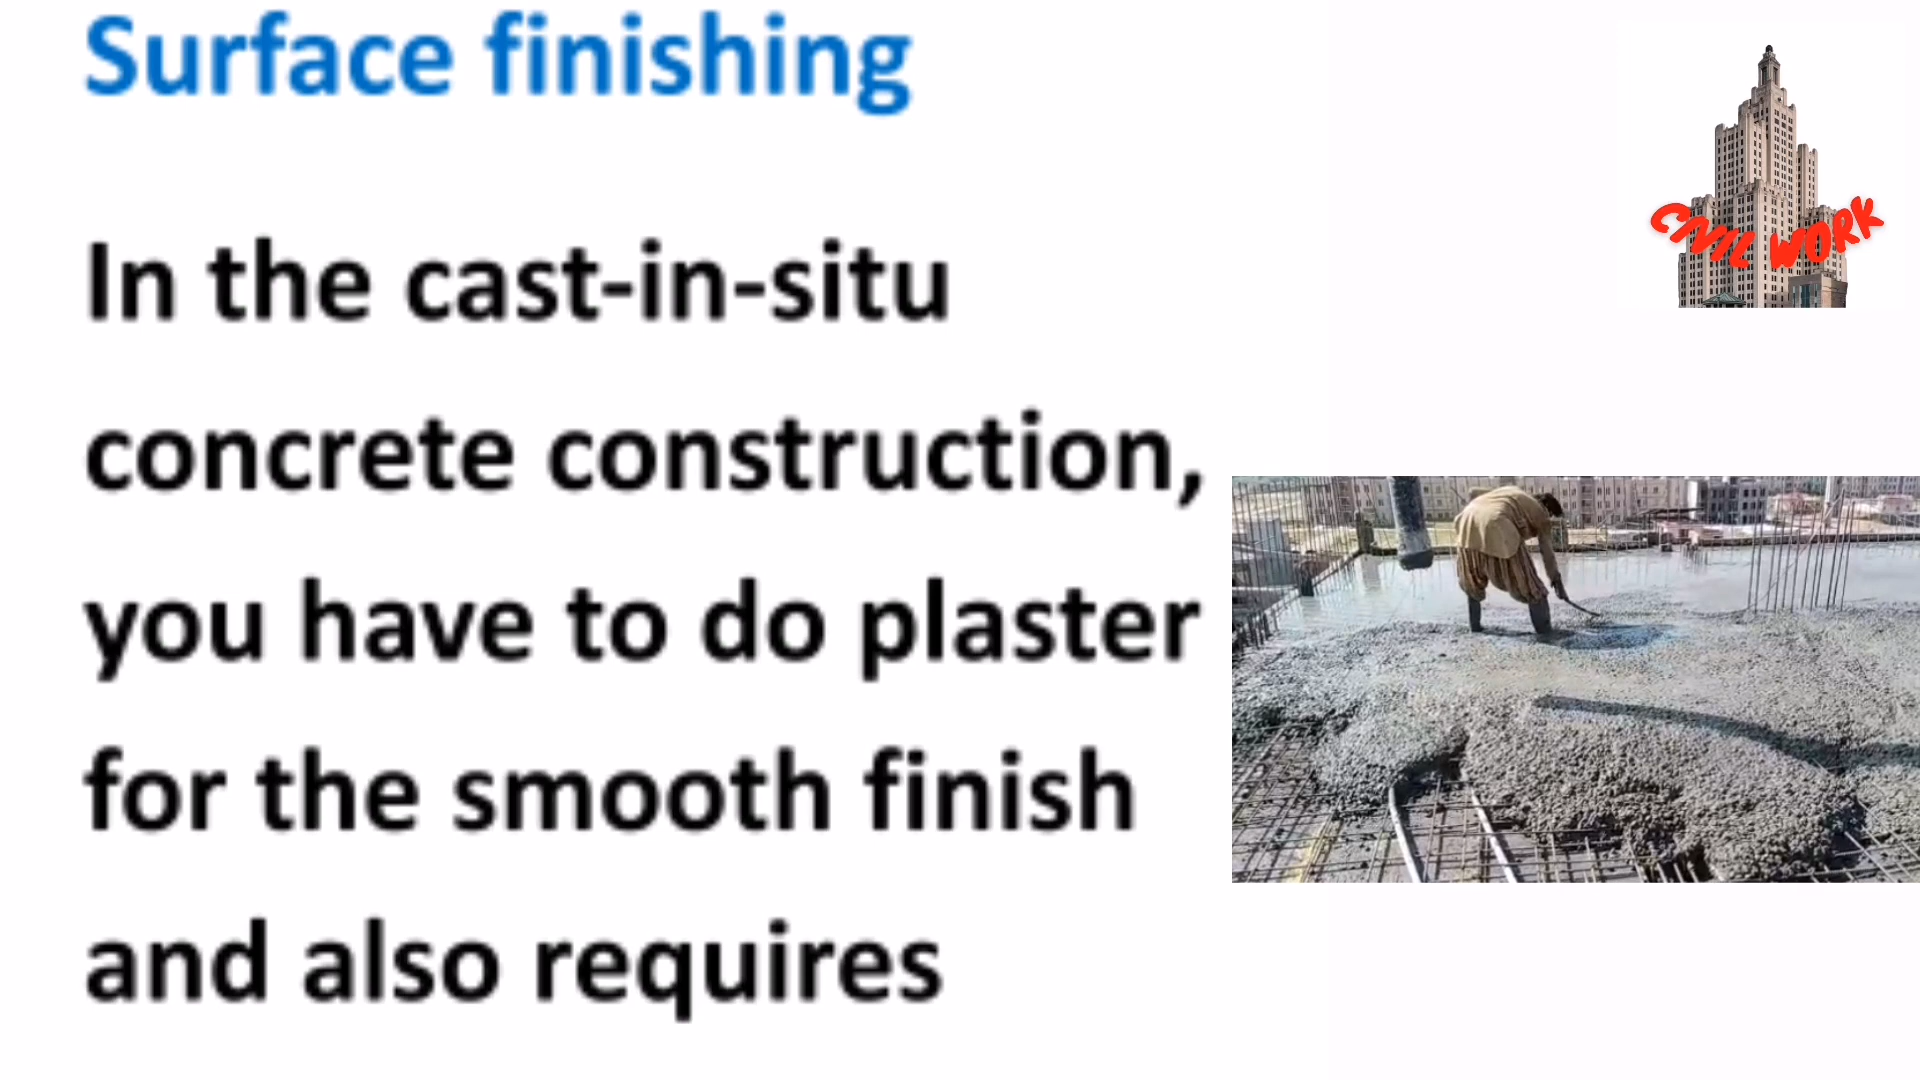 Surface finishing
CIVIL WORK
In the cast-in-situ
concrete construction,
you have to do plaster
for the smooth finish
and also requires